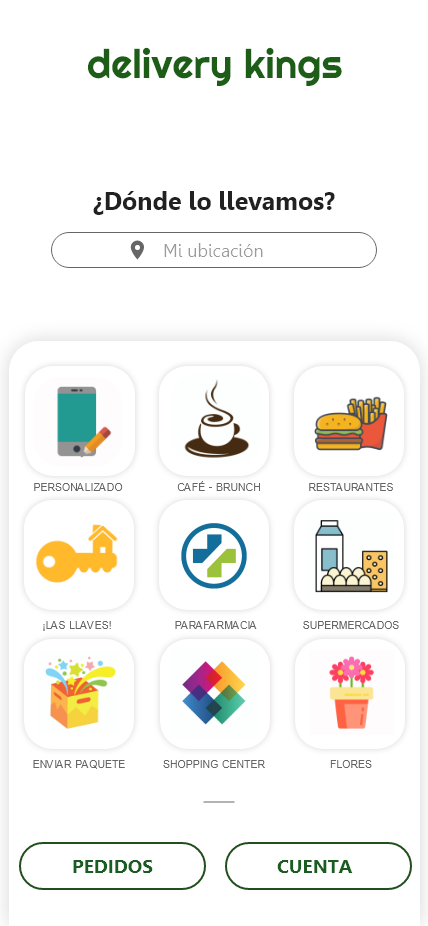 delivery kings
¿Dónde lo llevamos?
Mi ubicación
PERSONALIZADO
CAFÉ - BRUNCH
RESTAURANTES
¡LAS LLAVES!
PARAFARMACIA
SUPERMERCADOS
ENVIAR PAQUETE
SHOPPING CENTER
FLORES
PEDIDOS
CUENTA